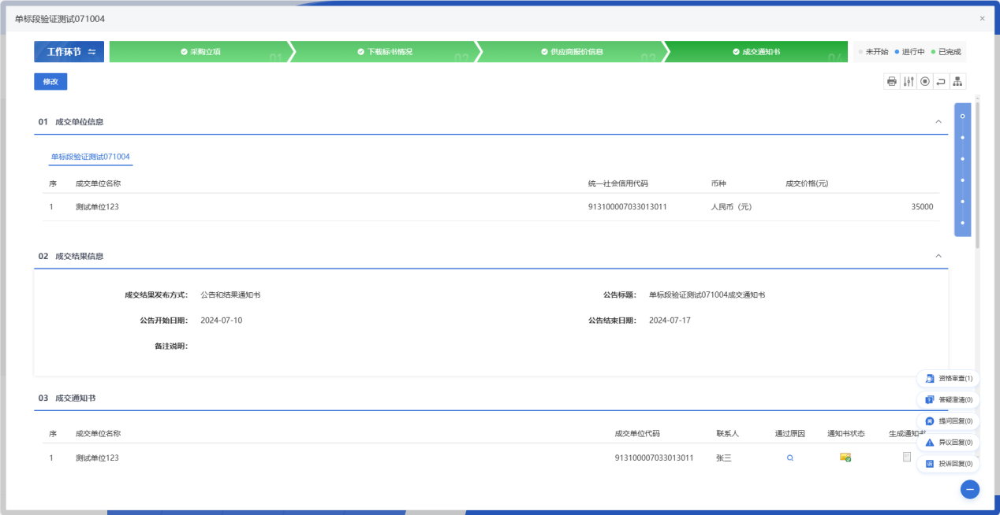 单标段验证测试071004
工作环节 采购立项 01 下载标书情况 02 供应商报价信息 03 成交通知书 04 未开始 进行中 已完成
修改
01 成交单位信息
单标段验证测试071004
序 成交单位名称 统一社会信用代码 币种 成交价格(元)
1 测试单位123 913100007033013011 人民币（元） 35000
02 成交结果信息
成交结果发布方式： 公告和结果通知书 公告标题： 单标段验证测试071004成交通知书
公告开始日期： 2024-07-10 公告结束日期： 2024-07-17
备注说明：
资格审查(1)
03 成交通知书
答疑澄清(0)
提问回复(0)
序 成交单位名称 成交单位代码 联系人 通过原因 通知书状态 生成通知书
异议回复(0)
1 测试单位123 913100007033013011 张三
投诉回复(0)